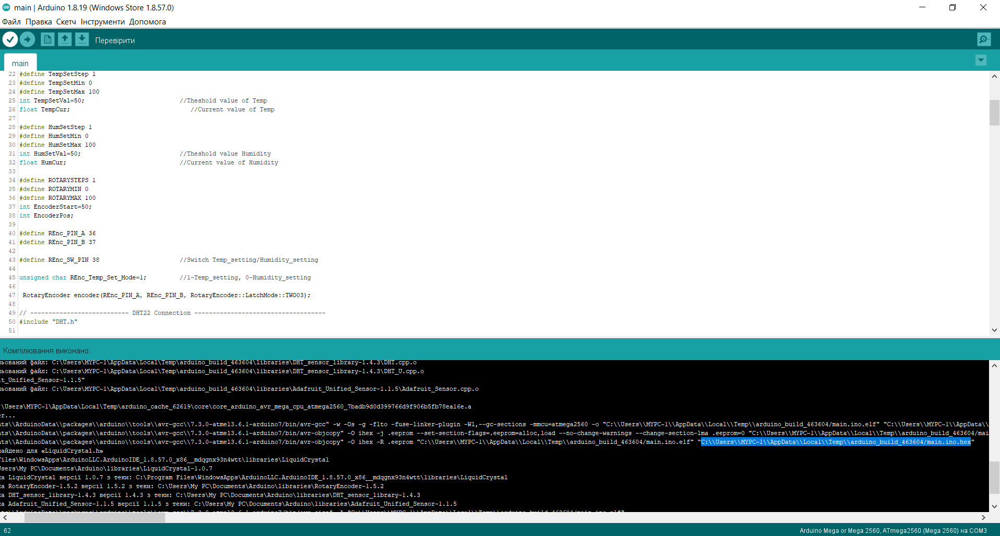 main | Arduino 1.8.19 (Windows Store 1.8.57.0)
Файл Правка Скетч Інструменти Допомога
Перевірити
main
22 #define TempSetStep 1
23 #define TempSetMin 0
24 #define TempSetMax 100
25 int TempSetVal=50; //Theshold value of Temp
26 float TempCur; //Current value of Temp
27
28 #define HumSetStep 1
29 #define HumSetMin 0
30 #define HumSetMax 100
31 int HumSetVal=50; //Theshold value Humidity
32 float HumCur; //Current value of Humidity
33
34 #define ROTARYSTEPS 1
35 #define ROTARYMIN 0
36 #define ROTARYMAX 100
37 int EncoderStart=50;
38 int EncoderPos;
39
40 #define REnc_PIN_A 36
41 #define REnc_PIN_B 37
42
43 #define REnc_SW_PIN 38 //Switch Temp_setting/Humidity_setting
44
45 unsigned char REnc_Temp_Set_Mode=1; //1-Temp_setting, 0-Humidity_setting
46
47 RotaryEncoder encoder(REnc_PIN_A, REnc_PIN_B, RotaryEncoder::LatchMode::TWO03);
48
49 // --------------------------- DHT22 Connection ------------------------------------
50 #include "DHT.h"
51
Компілювання виконано.
ьований файл: C:\Users\MYPC~1\AppData\Local\Temp\arduino_build_463604\libraries\DHT_sensor_library-1.4.3\DHT.cpp.o
ьований файл: C:\Users\MYPC~1\AppData\Local\Temp\arduino_build_463604\libraries\DHT_sensor_library-1.4.3\DHT_U.cpp.o
it_Unified_Sensor-1.1.5"
ьований файл: C:\Users\MYPC~1\AppData\Local\Temp\arduino_build_463604\libraries\Adafruit_Unified_Sensor-1.1.5\Adafruit_Sensor.cpp.o
:\Users\MYPC~1\AppData\Local\Temp\arduino_cache_62619\core\core_arduino_avr_mega_cpu_atmega2560_7badb9d0d399766d9f906b5fb78ea16e.a
er...
ats\\ArduinoData\\packages\\arduino\\tools\\avr-gcc\\7.3.0-atmel3.6.1-arduino7/bin/avr-gcc" -w -Os -g -flto -fuse-linker-plugin -Wl,--gc-sections -mmcu=atmega2560 -o "C:\\Users\\MYPC~1\\AppData\\Local\\Temp\\arduino_build_463604/main.ino.elf" "C:\\Users\\MYPC~1\\AppData\\
ats\\ArduinoData\\packages\\arduino\\tools\\avr-gcc\\7.3.0-atmel3.6.1-arduino7/bin/avr-objcopy" -O ihex -j .eeprom --set-section-flags=.eeprom=alloc,load --no-change-warnings --change-section-lma .eeprom=0 "C:\\Users\\MYPC~1\\AppData\\Local\\Temp\\arduino_build_463604/mai
ats\\ArduinoData\\packages\\arduino\\tools\\avr-gcc\\7.3.0-atmel3.6.1-arduino7/bin/avr-objcopy" -O ihex -R .eeprom "C:\\Users\\MYPC~1\\AppData\\Local\\Temp\\arduino_build_463604/main.ino.elf" "C:\\Users\\MYPC~1\\AppData\\Local\\Temp\\arduino_build_463604/main.ino.hex"
айдено для «LiquidCrystal.h»
Files\WindowsApps\ArduinoLLC.ArduinoIDE_1.8.57.0_x86__mdqgnx93n4wtt\libraries\LiquidCrystal
Users\My PC\Documents\Arduino\libraries\LiquidCrystal-1.0.7
ка LiquidCrystal версії 1.0.7 з теки: C:\Program Files\WindowsApps\ArduinoLLC.ArduinoIDE_1.8.57.0_x86__mdqgnx93n4wtt\libraries\LiquidCrystal
ка RotaryEncoder-1.5.2 версії 1.5.2 з теки: C:\Users\My PC\Documents\Arduino\libraries\RotaryEncoder-1.5.2
ка DHT_sensor_library-1.4.3 версії 1.4.3 з теки: C:\Users\My PC\Documents\Arduino\libraries\DHT_sensor_library-1.4.3
ка Adafruit_Unified_Sensor-1.1.5 версії 1.1.5 з теки: C:\Users\My PC\Documents\Arduino\libraries\Adafruit_Unified_Sensor-1.1.5
62
Arduino Mega or Mega 2560, ATmega2560 (Mega 2560) на COM3